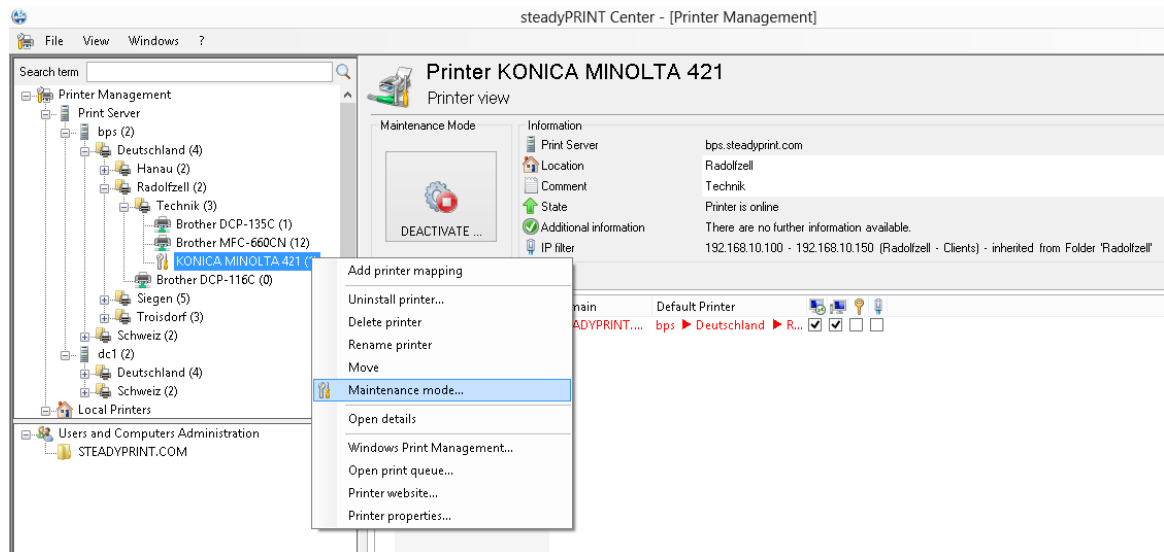 steadyPRINT Center - [Printer Management]
File View Windows ?
Search term
Printer Management
Print Server
bps (2)
Deutschland (4)
Hanau (2)
Radolfzell (2)
Technik (3)
Brother DCP-135C (1)
Brother MFC-660CN (12)
KONICA MINOLTA 421
Brother DCP-116C (0)
Siegen (5)
Troisdorf (3)
Schweiz (2)
dc1 (2)
Deutschland (4)
Schweiz (2)
Local Printers
Users and Computers Administration
STEADYPRINT.COM
Add printer mapping
Uninstall printer...
Delete printer
Rename printer
Move
Maintenance mode...
Open details
Windows Print Management...
Open print queue...
Printer website...
Printer properties...
Printer KONICA MINOLTA 421
Printer view
Maintenance Mode
DEACTIVATE ...
Information
Print Server bps.steadyprint.com
Location Radolfzell
Comment Technik
State Printer is online
Additional information There are no further information available.
IP filter 192.168.10.100 - 192.168.10.150 (Radolfzell - Clients) - inherited from Folder 'Radolfzell'
main Default Printer
ADYPRINT.... bps ▶ Deutschland ▶ R...